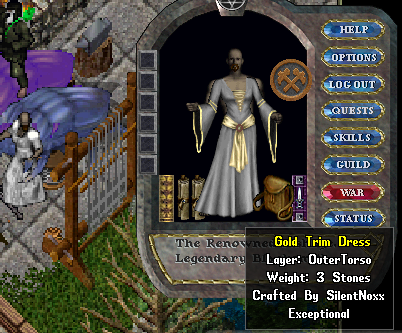 HELP
OPTIONS
LOG OUT
QUESTS
SKILLS
GUILD
WAR
STATUS
The Renowned
Legendary
Gold Trim Dress
Layer: OuterTorso
Weight: 3 Stones
Crafted By SilentNoxx
Exceptional